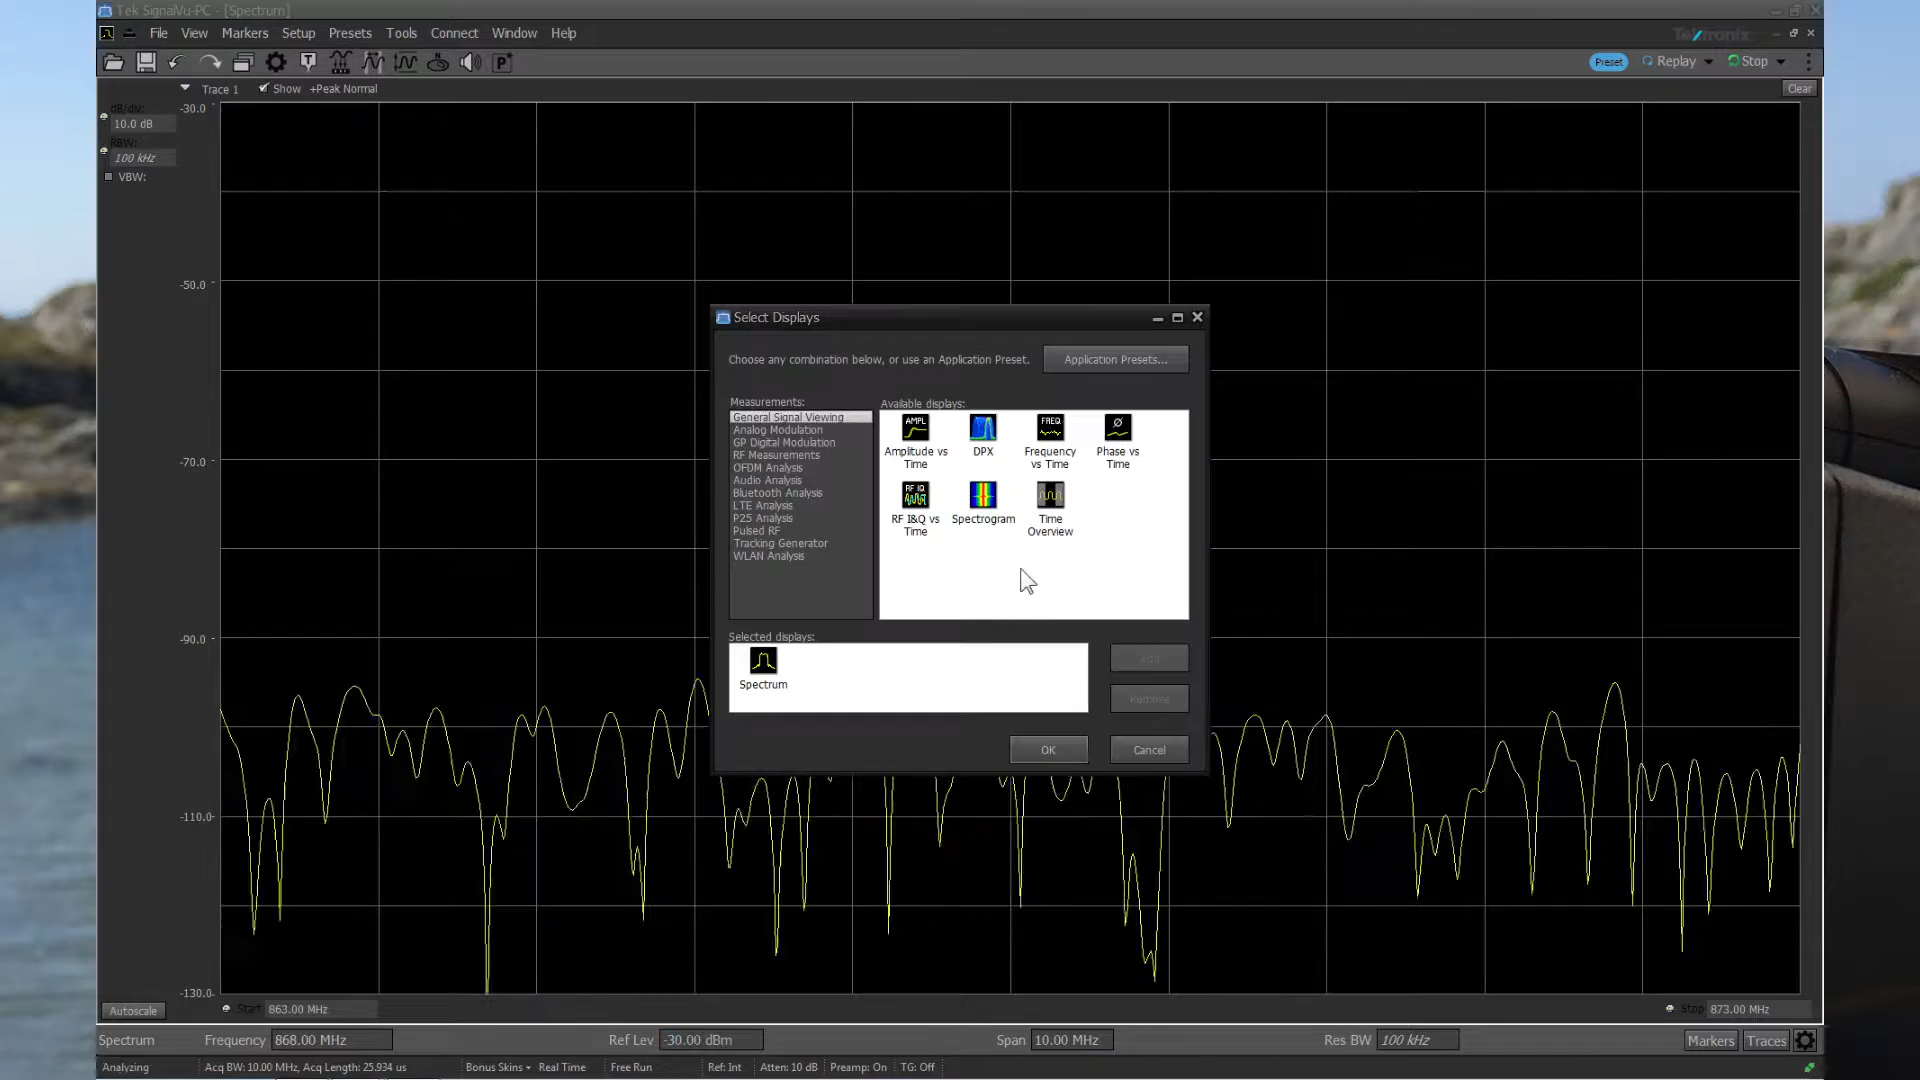 Tek SignalVu-PC - [Spectrum]
File View Markers Setup Presets Tools Connect Window Help
Tektronix
Preset Replay Stop
Trace 1 Show +Peak Normal
Clear
dB/div:
10.0 dB
RBW:
100 kHz
VBW:
-30.0
-50.0
-70.0
-90.0
-110.0
-130.0
Select Displays
Choose any combination below, or use an Application Preset.
Application Presets...
Measurements:
General Signal Viewing
Analog Modulation
GP Digital Modulation
RF Measurements
OFDM Analysis
Audio Analysis
Bluetooth Analysis
LTE Analysis
P25 Analysis
Pulsed RF
Tracking Generator
WLAN Analysis
Available displays:
AMPL
FREQ
Amplitude vs
Time
DPX
Frequency
vs Time
Phase vs
Time
RF IQ
RF I&Q vs
Time
Spectrogram
Time
Overview
Selected displays:
Spectrum
Add
Remove
OK
Cancel
Autoscale
Start 863.00 MHz
Stop 873.00 MHz
Spectrum Frequency 868.00 MHz Ref Lev -30.00 dBm Span 10.00 MHz Res BW 100 kHz Markers Traces
Analyzing Acq BW: 10.00 MHz, Acq Length: 25.934 us Bonus Skins Real Time Free Run Ref: Int Atten: 10 dB Preamp: On TG: Off